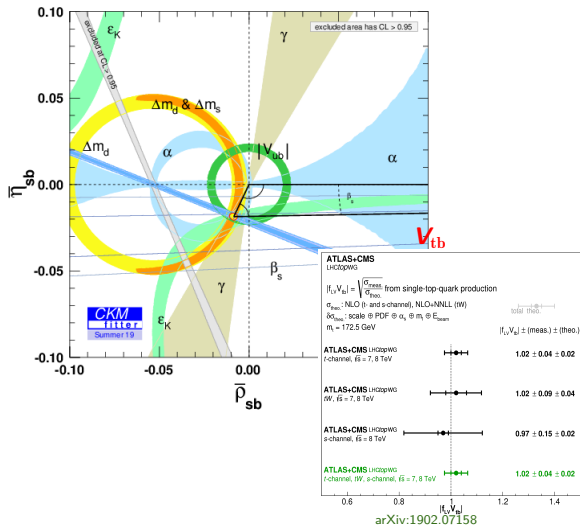 excluded area has CL > 0.95
excluded at CL > 0.95
ε_K
γ
Δm_d & Δm_s
Δm_d
α
|V_ub|
α
β_s
β_s
γ
ε_K
CKM
fitter
Summer 19
0.10
0.05
0.00
-0.05
-0.10
η̄_sb
-0.10
-0.05
0.00
ρ̄_sb
V_tb
ATLAS+CMS
LHCtopWG
|f_LV V_tb| = √(σ_meas. / σ_theo.) from single-top-quark production
σ_theo.: NLO (t- and s-channel), NLO+NNLL (tW)
δσ_theo.: scale ⊕ PDF ⊕ α_s ⊕ m_t ⊕ E_beam
m_t = 172.5 GeV
total theo.
|f_LV V_tb| ± (meas.) ± (theo.)
ATLAS+CMS LHCtopWG
t-channel, √s = 7, 8 TeV
1.02 ± 0.04 ± 0.02
ATLAS+CMS LHCtopWG
tW, √s = 7, 8 TeV
1.02 ± 0.09 ± 0.04
ATLAS+CMS LHCtopWG
s-channel, √s = 8 TeV
0.97 ± 0.15 ± 0.02
ATLAS+CMS LHCtopWG
t-channel, tW, s-channel, √s = 7, 8 TeV
1.02 ± 0.04 ± 0.02
0.6
0.8
1
1.2
1.4
|f_LV V_tb|
arXiv:1902.07158